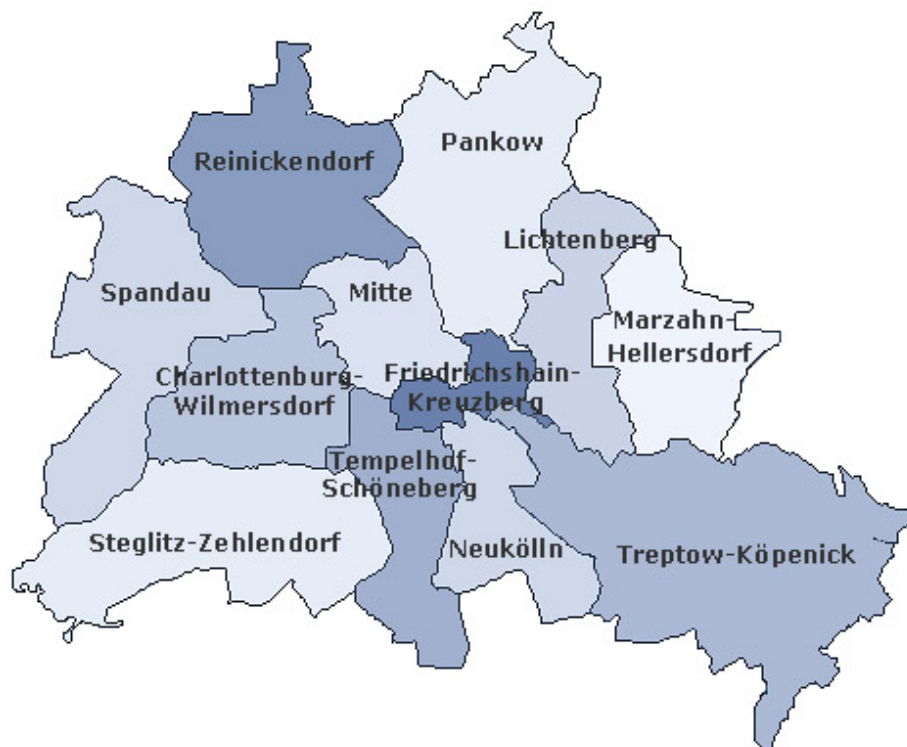 Pankow
Reinickendorf
Lichtenberg
Spandau
Mitte
Marzahn-
Hellersdorf
Charlottenburg-
Wilmersdorf
Friedrichshain-
Kreuzberg
Tempelhof-
Schöneberg
Steglitz-Zehlendorf
Neukölln
Treptow-Köpenick